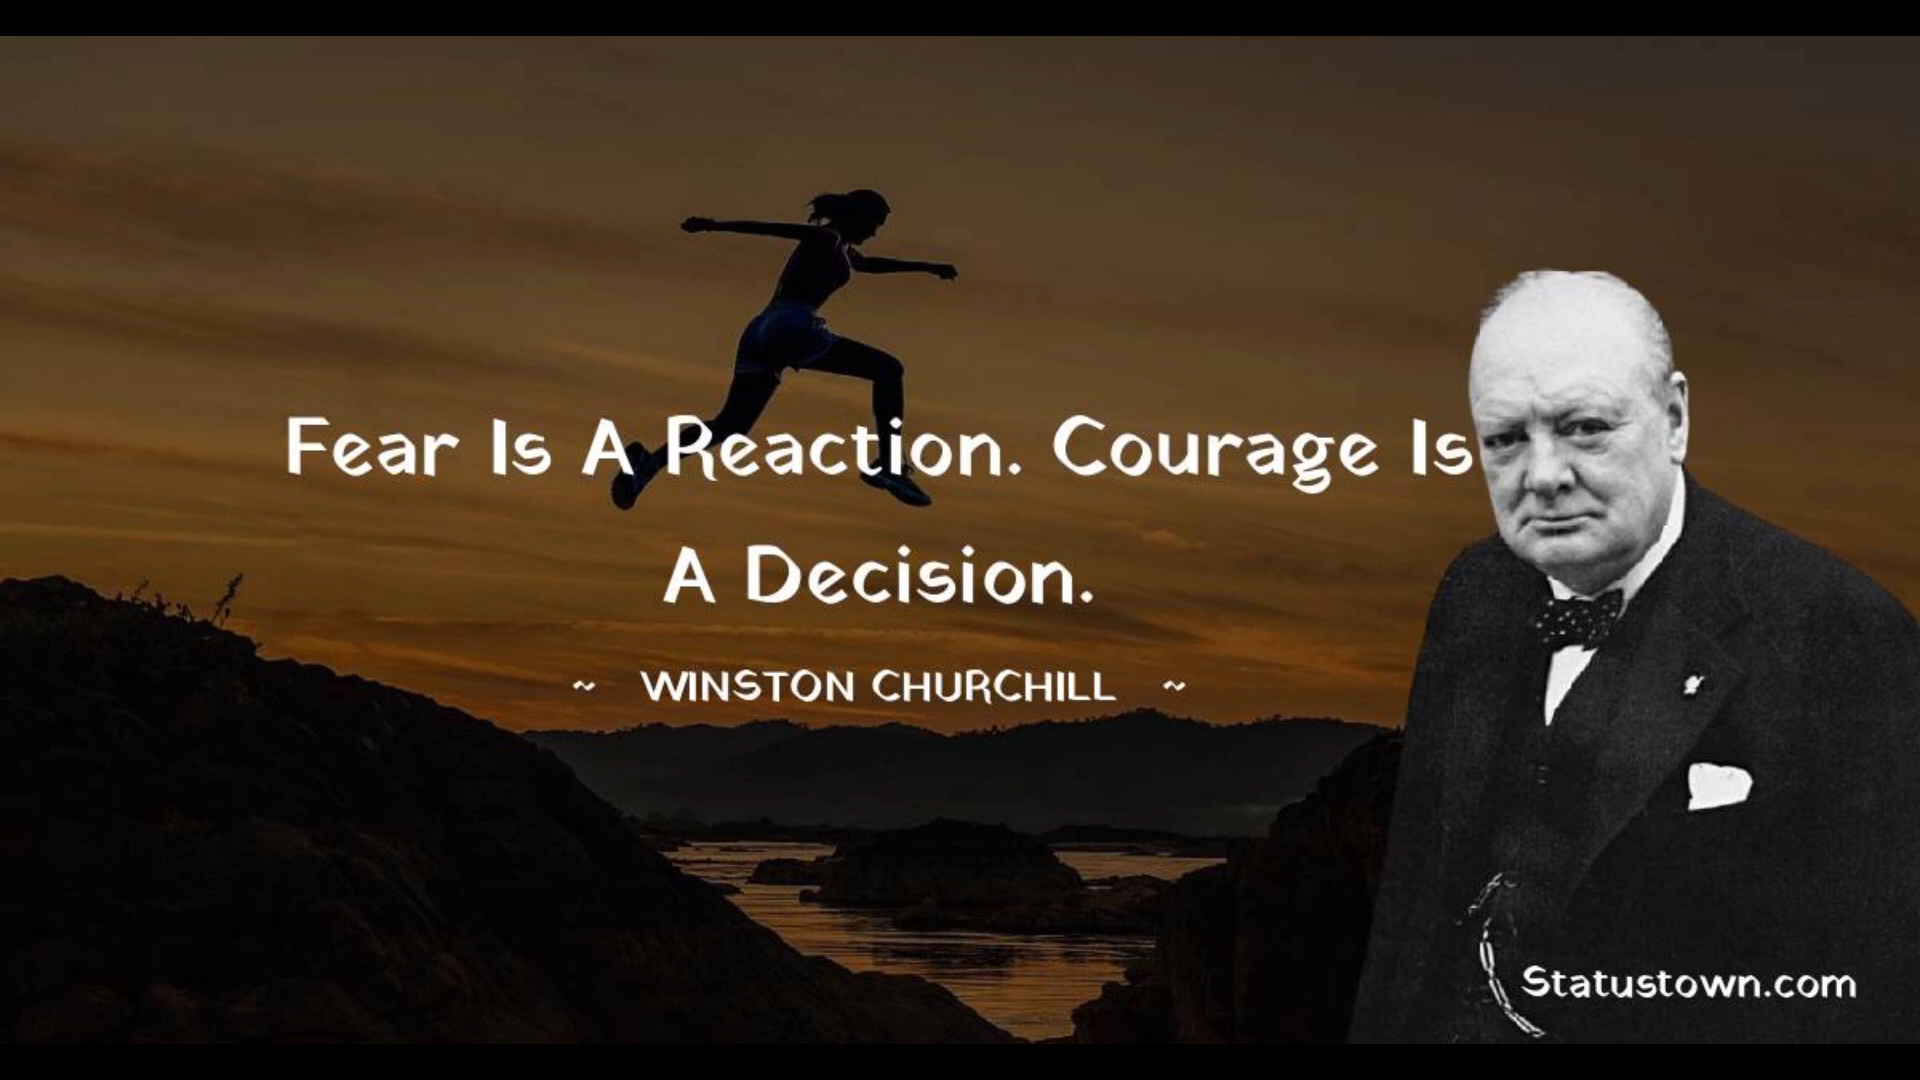 Fear Is A Reaction. Courage Is
A Decision.
~ WINSTON CHURCHILL ~
Statustown.com